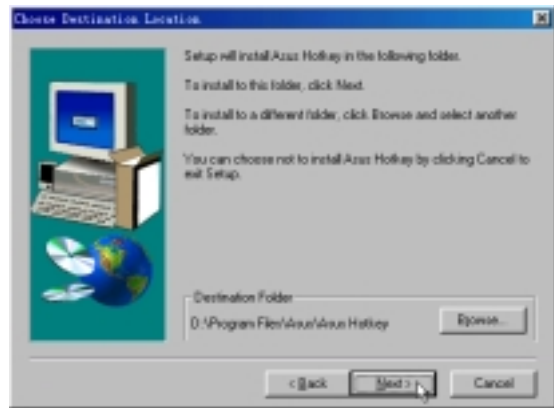 Choose Destination Location
Setup will install Asus Hotkey in the following folder.
To install to this folder, click Next.
To install to a different folder, click Browse and select another
folder.
You can choose not to install Asus Hotkey by clicking Cancel to
exit Setup.
Destination Folder
D:\Program Files\Asus\Asus Hotkey
Browse...
< Back
Next >
Cancel